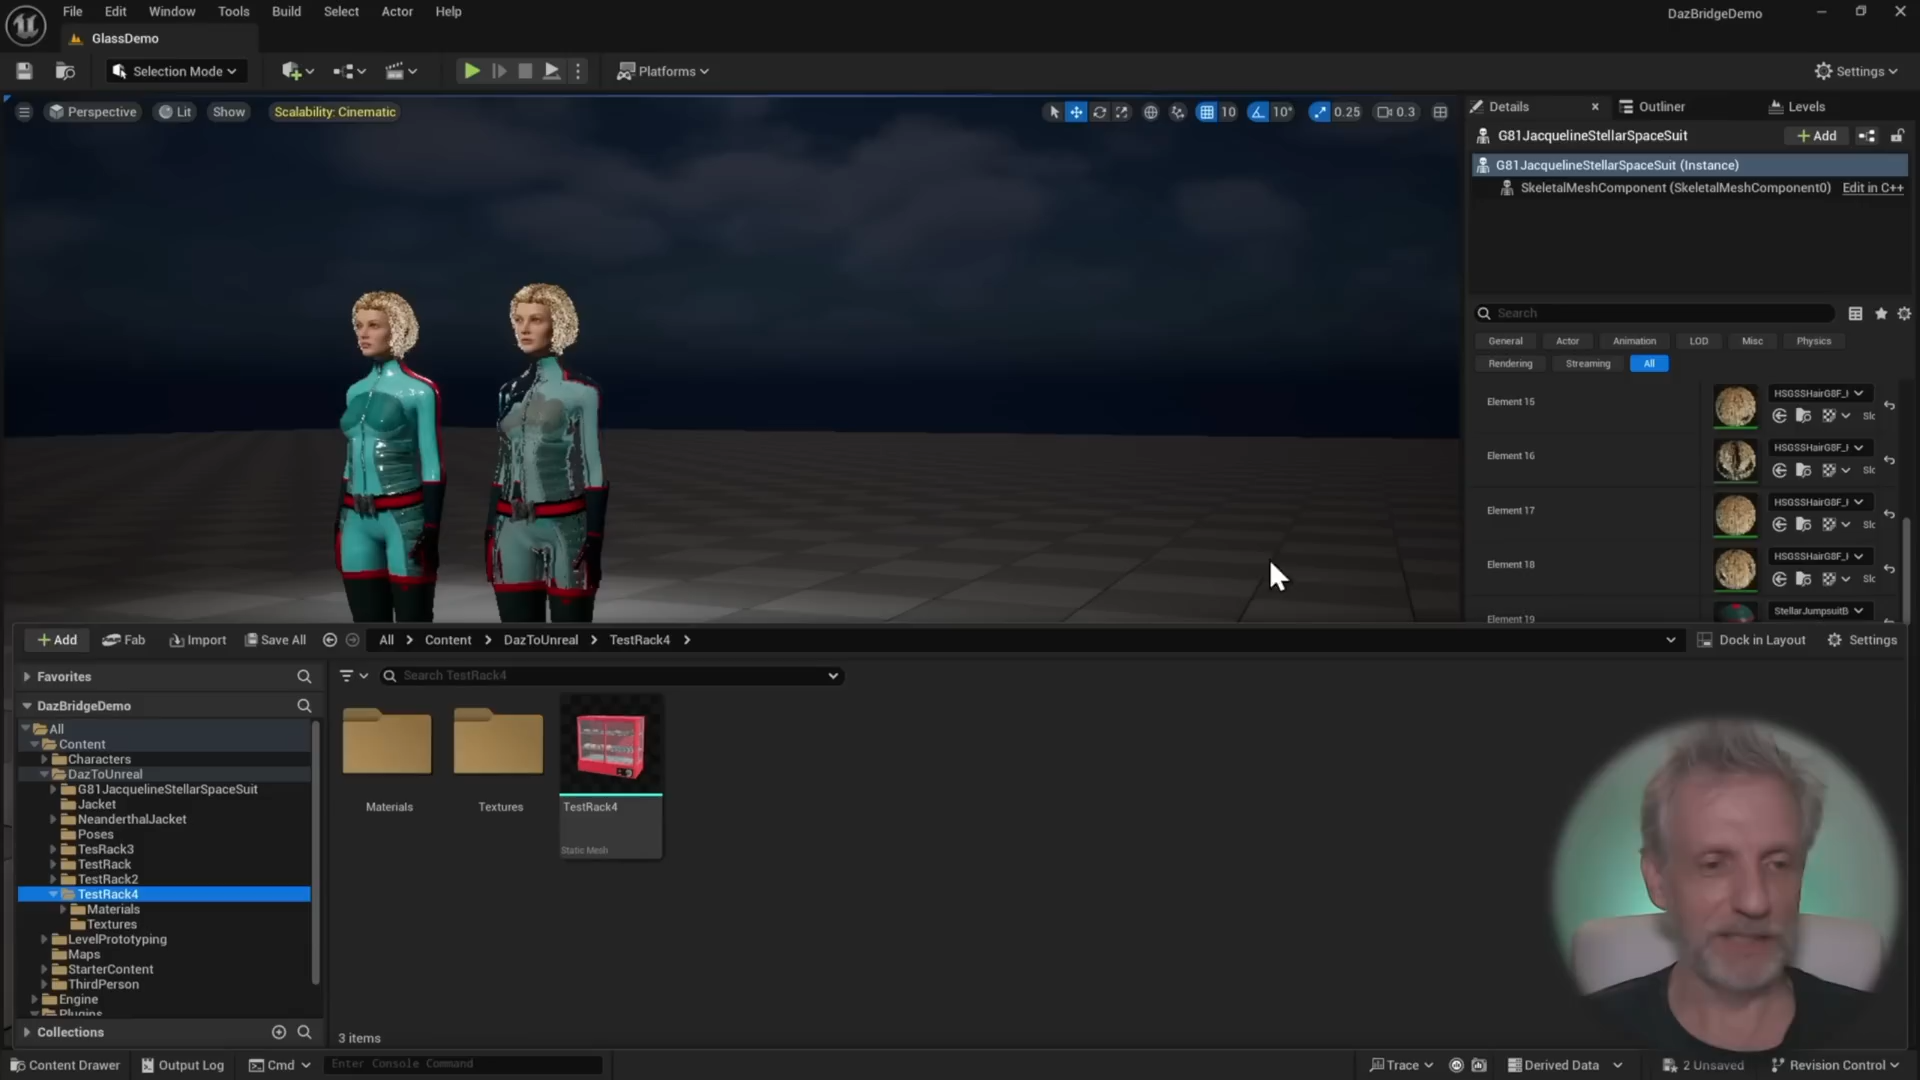 File Edit Window Tools Build Select Actor Help
DazBridgeDemo
GlassDemo
Selection Mode
Platforms
Settings
Perspective Lit Show Scalability: Cinematic
10 10° 0.25 0.3
Details Outliner Levels
G81JacquelineStellarSpaceSuit
Add
G81JacquelineStellarSpaceSuit (Instance)
SkeletalMeshComponent (SkeletalMeshComponent0) Edit in C++
Search
General Actor Animation LOD Misc Physics
Rendering Streaming All
Element 15 HSGSSHairG8F_
Element 16 HSGSSHairG8F_
Element 17 HSGSSHairG8F_
Element 18 HSGSSHairG8F_
Element 19 StellarJumpsuitB
Add Fab Import Save All All Content DazToUnreal TestRack4
Dock in Layout Settings
Favorites
Search TestRack4
DazBridgeDemo
All
Content
Characters
DazToUnreal
G81JacquelineStellarSpaceSuit
Jacket
NeanderthalJacket
Poses
TesRack3
TestRack
TestRack2
TestRack4
Materials
Textures
LevelPrototyping
Maps
StarterContent
ThirdPerson
Engine
Plugins
Materials
Textures
TestRack4
Static Mesh
Collections
3 items
Content Drawer Output Log Cmd Enter Console Command
Trace Derived Data 2 Unsaved Revision Control